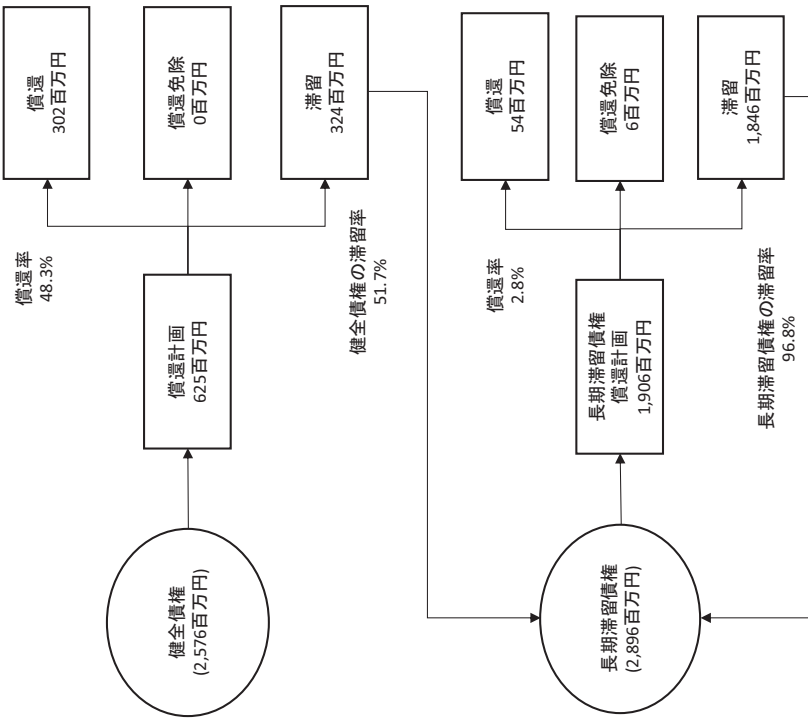 健全債権
(2,576百万円)
償還計画
625百万円
償還率
48.3%
償還
302百万円
償還免除
0百万円
滞留
324百万円
健全債権の滞留率
51.7%
長期滞留債権
(2,896百万円)
長期滞留債権
償還計画
1,906百万円
償還率
2.8%
償還
54百万円
償還免除
6百万円
滞留
1,846百万円
長期滞留債権の滞留率
96.8%